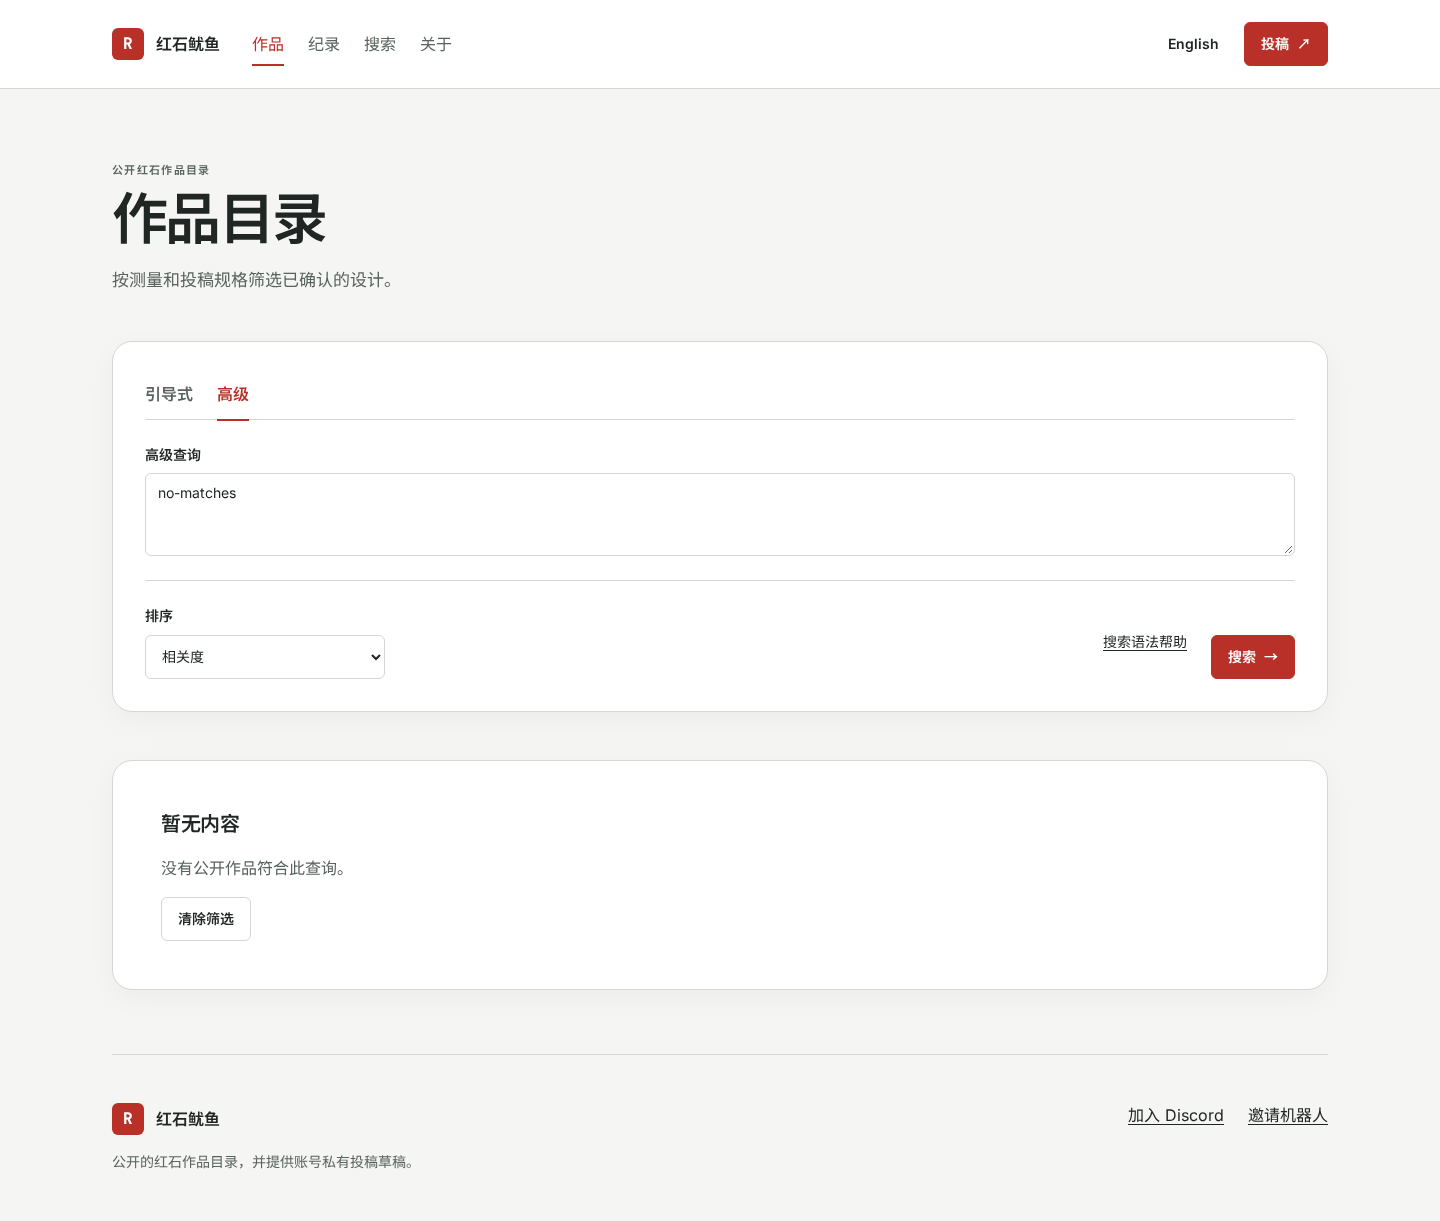 R 红石鱿鱼 作品 纪录 搜索 关于 English 投稿 ↗
公开红石作品目录
作品目录
按测量和投稿规格筛选已确认的设计。
引导式 高级
高级查询
no-matches
排序
相关度 搜索语法帮助 搜索 →
暂无内容
没有公开作品符合此查询。
清除筛选
R 红石鱿鱼 加入 Discord 邀请机器人
公开的红石作品目录，并提供账号私有投稿草稿。